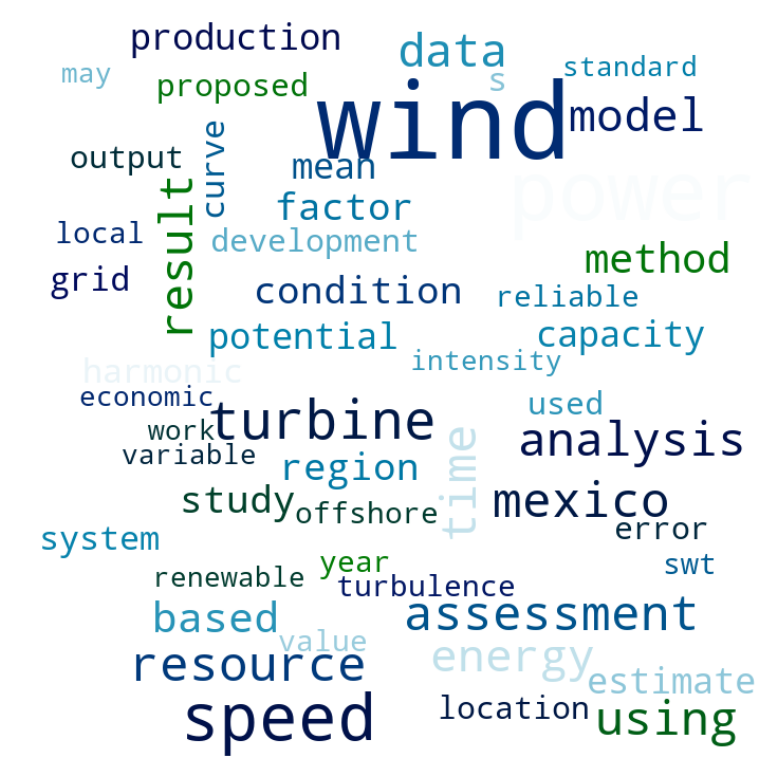 production
data
may
s
standard
proposed
wind
model
output
curve
mean
power
result
factor
local
development
method
grid
condition
reliable
potential
capacity
intensity
harmonic
economic
turbine
used
work
analysis
variable
region
time
study
offshore
mexico
error
system
year
swt
renewable
turbulence
based
assessment
value
resource
energy
estimate
speed
location
using